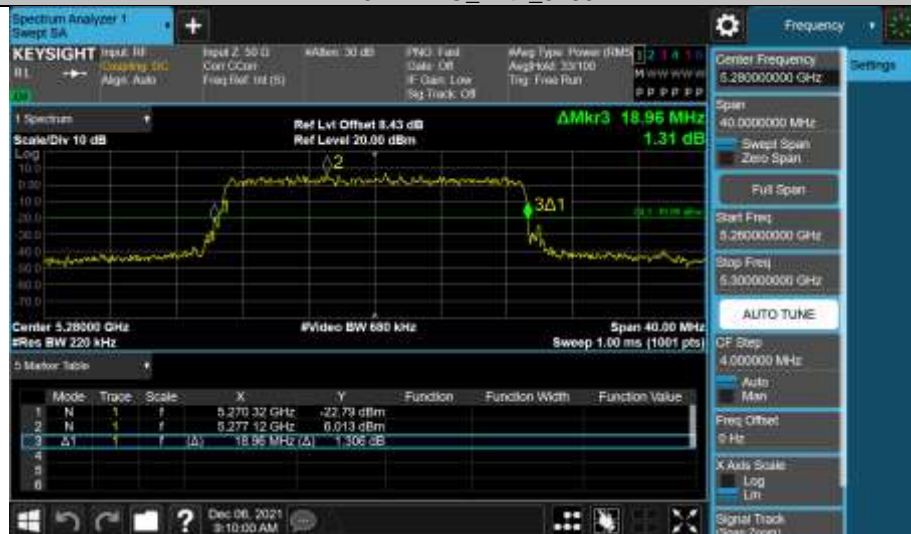 Spectrum Analyzer 1
Swept SA
+
Frequency
KEYSIGHT Input: RF
Coupling: DC
Align: Auto
Input Z: 50 Ω
Corr CCorr
Freq Ref: Int (S)
#Atten: 30 dB
PNO: Fast
Gate: Off
IF Gain: Low
Sig Track: Off
#Avg Type: Power (RMS
Avg|Hold: 33/100
Trig: Free Run
M W W W W W
P P P P P P
Center Frequency
5.280000000 GHz
Settings
Span
40.0000000 MHz
Swept Span
Zero Span
Full Span
Start Freq
5.260000000 GHz
Stop Freq
5.300000000 GHz
AUTO TUNE
CF Step
4.000000 MHz
Auto
Man
Freq Offset
0 Hz
X Axis Scale
Log
Lin
Signal Track
(Span Zoom)
1 Spectrum
Scale/Div 10 dB
Ref Lvl Offset 8.43 dB
Ref Level 20.00 dBm
ΔMkr3 18.96 MHz
1.31 dB
Log
10.0
0.00
-10.0
-20.0
-30.0
-40.0
-50.0
-60.0
-70.0
2
3Δ1
Center 5.28000 GHz
#Res BW 220 kHz
#Video BW 680 kHz
Span 40.00 MHz
Sweep 1.00 ms (1001 pts)
5 Marker Table
Mode Trace Scale X Y Function Function Width Function Value
1 N 1 f 5.270 32 GHz -22.79 dBm
2 N 1 f 5.277 12 GHz 6.013 dBm
3 Δ1 1 f (Δ) 18.96 MHz (Δ) 1.306 dB
4
5
6
?
Dec 06, 2021
9:10:00 AM